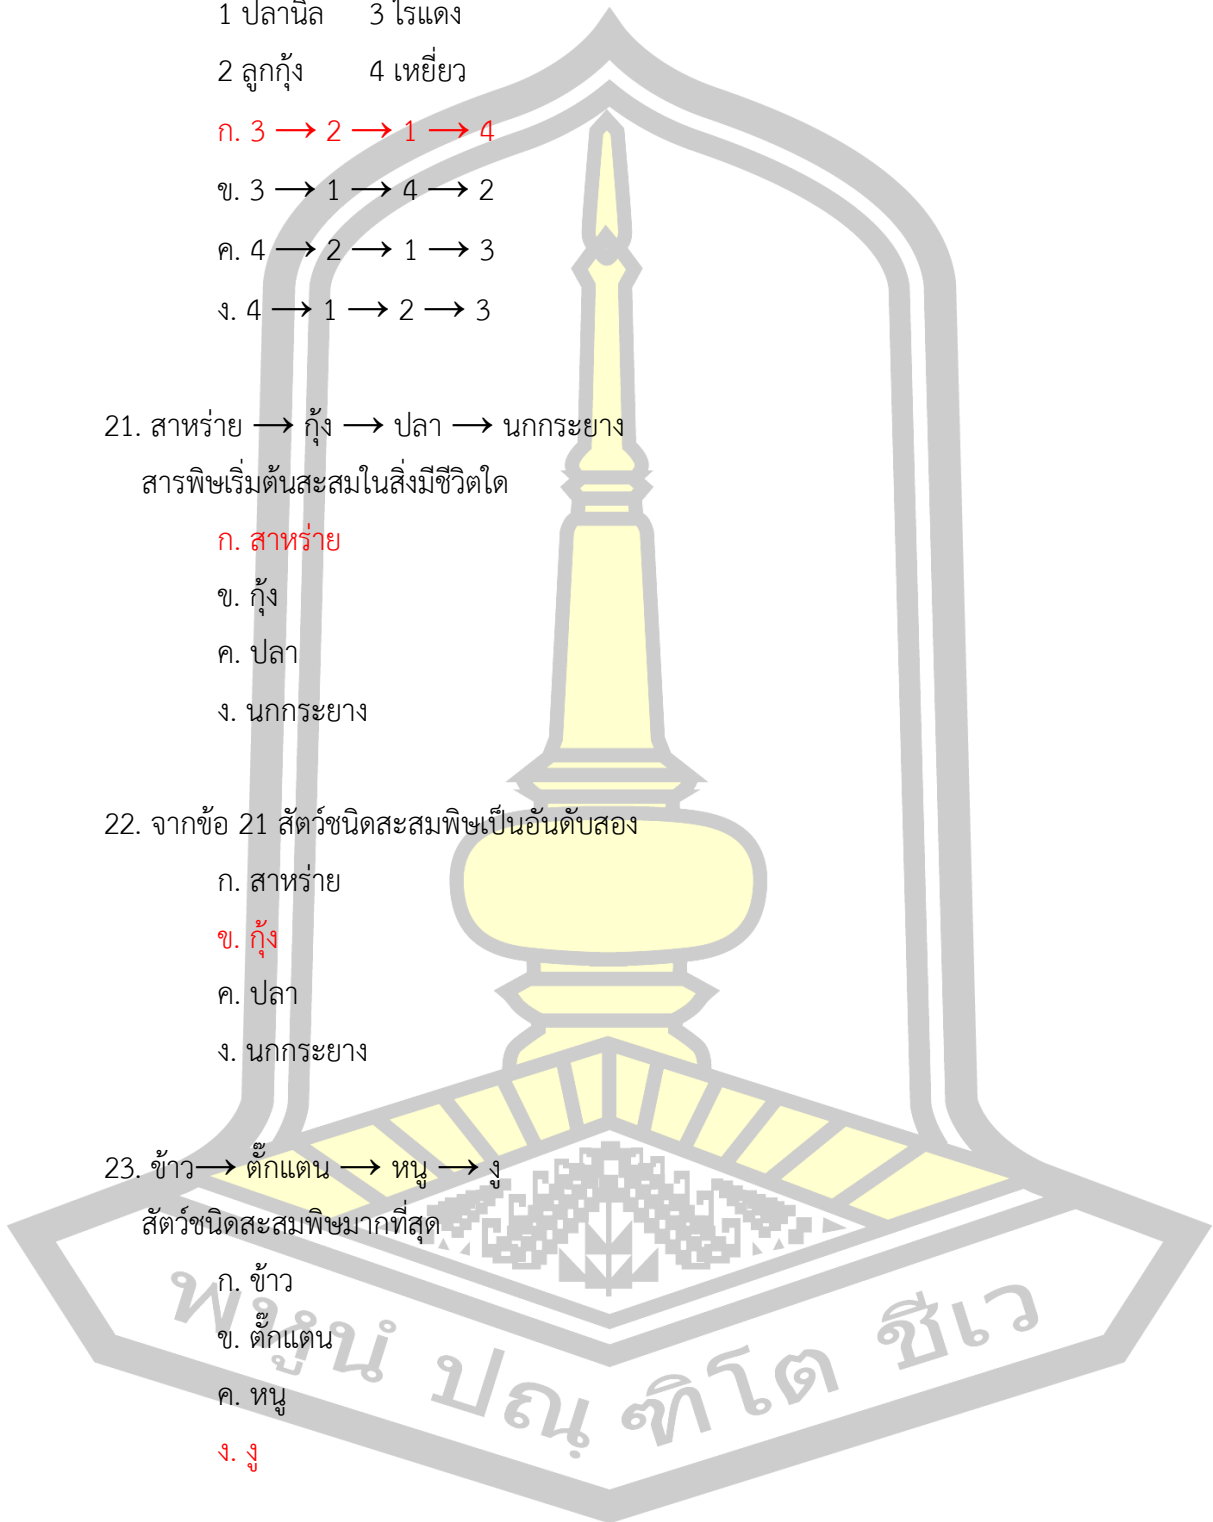 1 ปลานิล 3 ไรแดง
2 ลูกกุ้ง 4 เหยี่ยว
ก. 3 → 2 → 1 → 4
ข. 3 → 1 → 4 → 2
ค. 4 → 2 → 1 → 3
ง. 4 → 1 → 2 → 3
21. สาหร่าย → กุ้ง → ปลา → นกกระยาง
สารพิษเริ่มต้นสะสมในสิ่งมีชีวิตใด
ก. สาหร่าย
ข. กุ้ง
ค. ปลา
ง. นกกระยาง
22. จากข้อ 21 สัตว์ชนิดสะสมพิษเป็นอันดับสอง
ก. สาหร่าย
ข. กุ้ง
ค. ปลา
ง. นกกระยาง
23. ข้าว→ ตั๊กแตน → หนู → งู
สัตว์ชนิดสะสมพิษมากที่สุด
ก. ข้าว
ข. ตั๊กแตน
ค. หนู
ง. งู
พหูนํ ปณฺฑิโต ชีเว